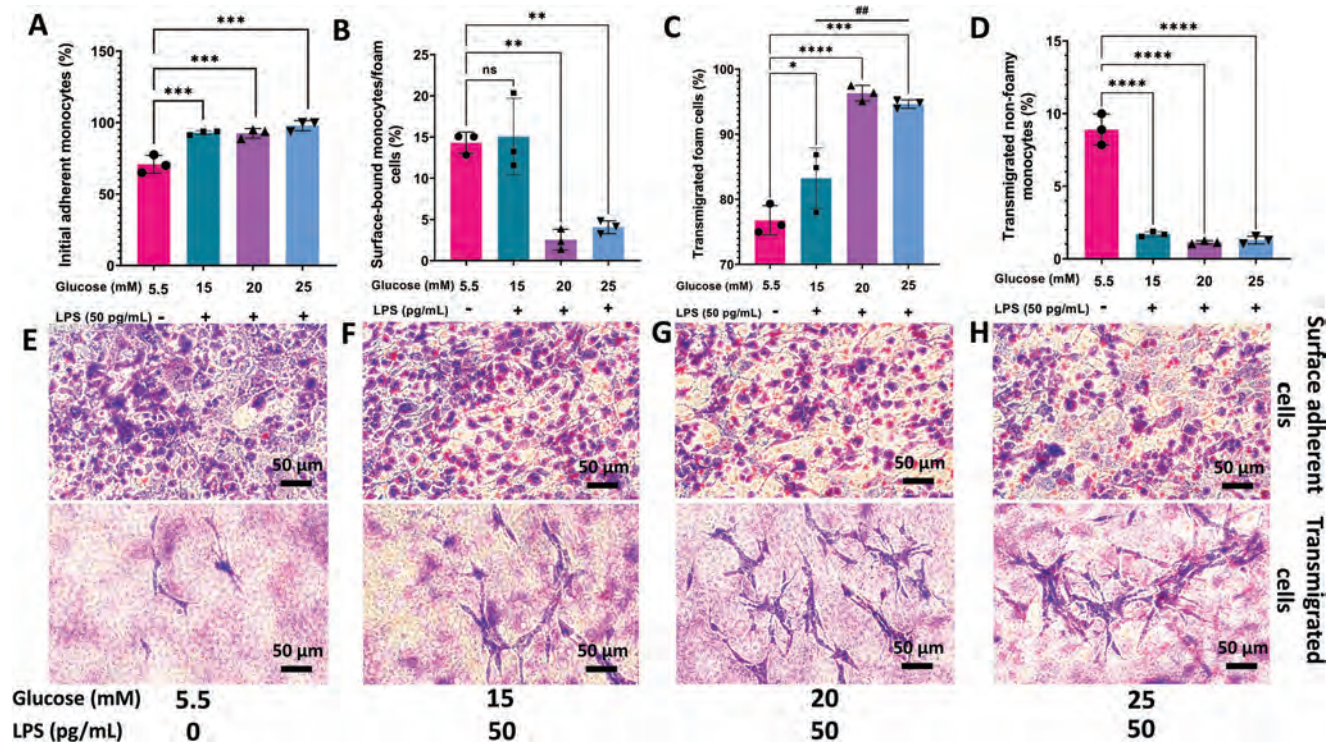 A
Initial adherent monocytes (%)
150
100
50
0
***
***
***
Glucose (mM) 5.5 15 20 25
LPS (50 pg/mL) - + + +
B
Surface-bound monocytes/foam
cells (%)
25
20
15
10
5
0
**
**
ns
Glucose (mM) 5.5 15 20 25
LPS (pg/mL) - + + +
C
Transmigrated foam cells (%)
100
90
80
70
##
***
****
*
Glucose (mM) 5.5 15 20 25
LPS (50 pg/mL) - + + +
D
Transmigrated non-foamy
monocytes (%)
15
10
5
0
****
****
****
Glucose (mM) 5.5 15 20 25
LPS (50 pg/mL) - + + +
E
50 μm
F
50 μm
G
50 μm
H
50 μm
Surface adherent
cells
50 μm
50 μm
50 μm
50 μm
Transmigrated
cells
Glucose (mM) 5.5 15 20 25
LPS (pg/mL) 0 50 50 50